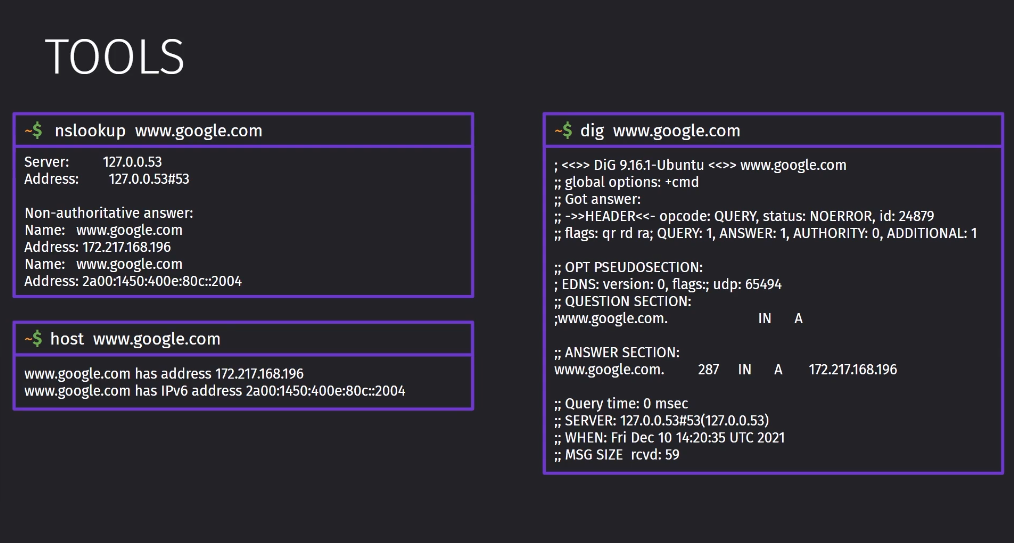 TOOLS
~$ nslookup www.google.com
Server: 127.0.0.53
Address: 127.0.0.53#53
Non-authoritative answer:
Name: www.google.com
Address: 172.217.168.196
Name: www.google.com
Address: 2a00:1450:400e:80c::2004
~$ host www.google.com
www.google.com has address 172.217.168.196
www.google.com has IPv6 address 2a00:1450:400e:80c::2004
~$ dig www.google.com
; <<>> DiG 9.16.1-Ubuntu <<>> www.google.com
;; global options: +cmd
;; Got answer:
;; ->>HEADER<<- opcode: QUERY, status: NOERROR, id: 24879
;; flags: qr rd ra; QUERY: 1, ANSWER: 1, AUTHORITY: 0, ADDITIONAL: 1
;; OPT PSEUDOSECTION:
; EDNS: version: 0, flags:; udp: 65494
;; QUESTION SECTION:
;www.google.com. IN A
;; ANSWER SECTION:
www.google.com. 287 IN A 172.217.168.196
;; Query time: 0 msec
;; SERVER: 127.0.0.53#53(127.0.0.53)
;; WHEN: Fri Dec 10 14:20:35 UTC 2021
;; MSG SIZE rcvd: 59